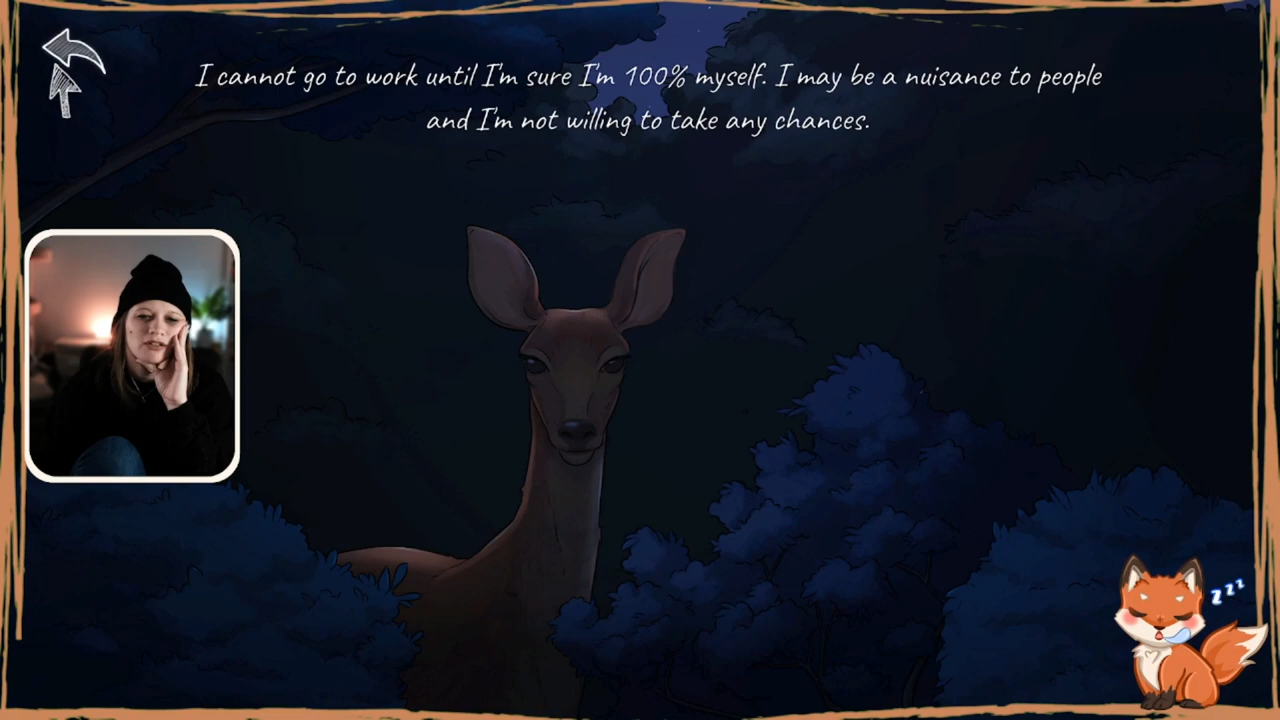 I cannot go to work until I'm sure I'm 100% myself. I may be a nuisance to people
and I'm not willing to take any chances.
z z z